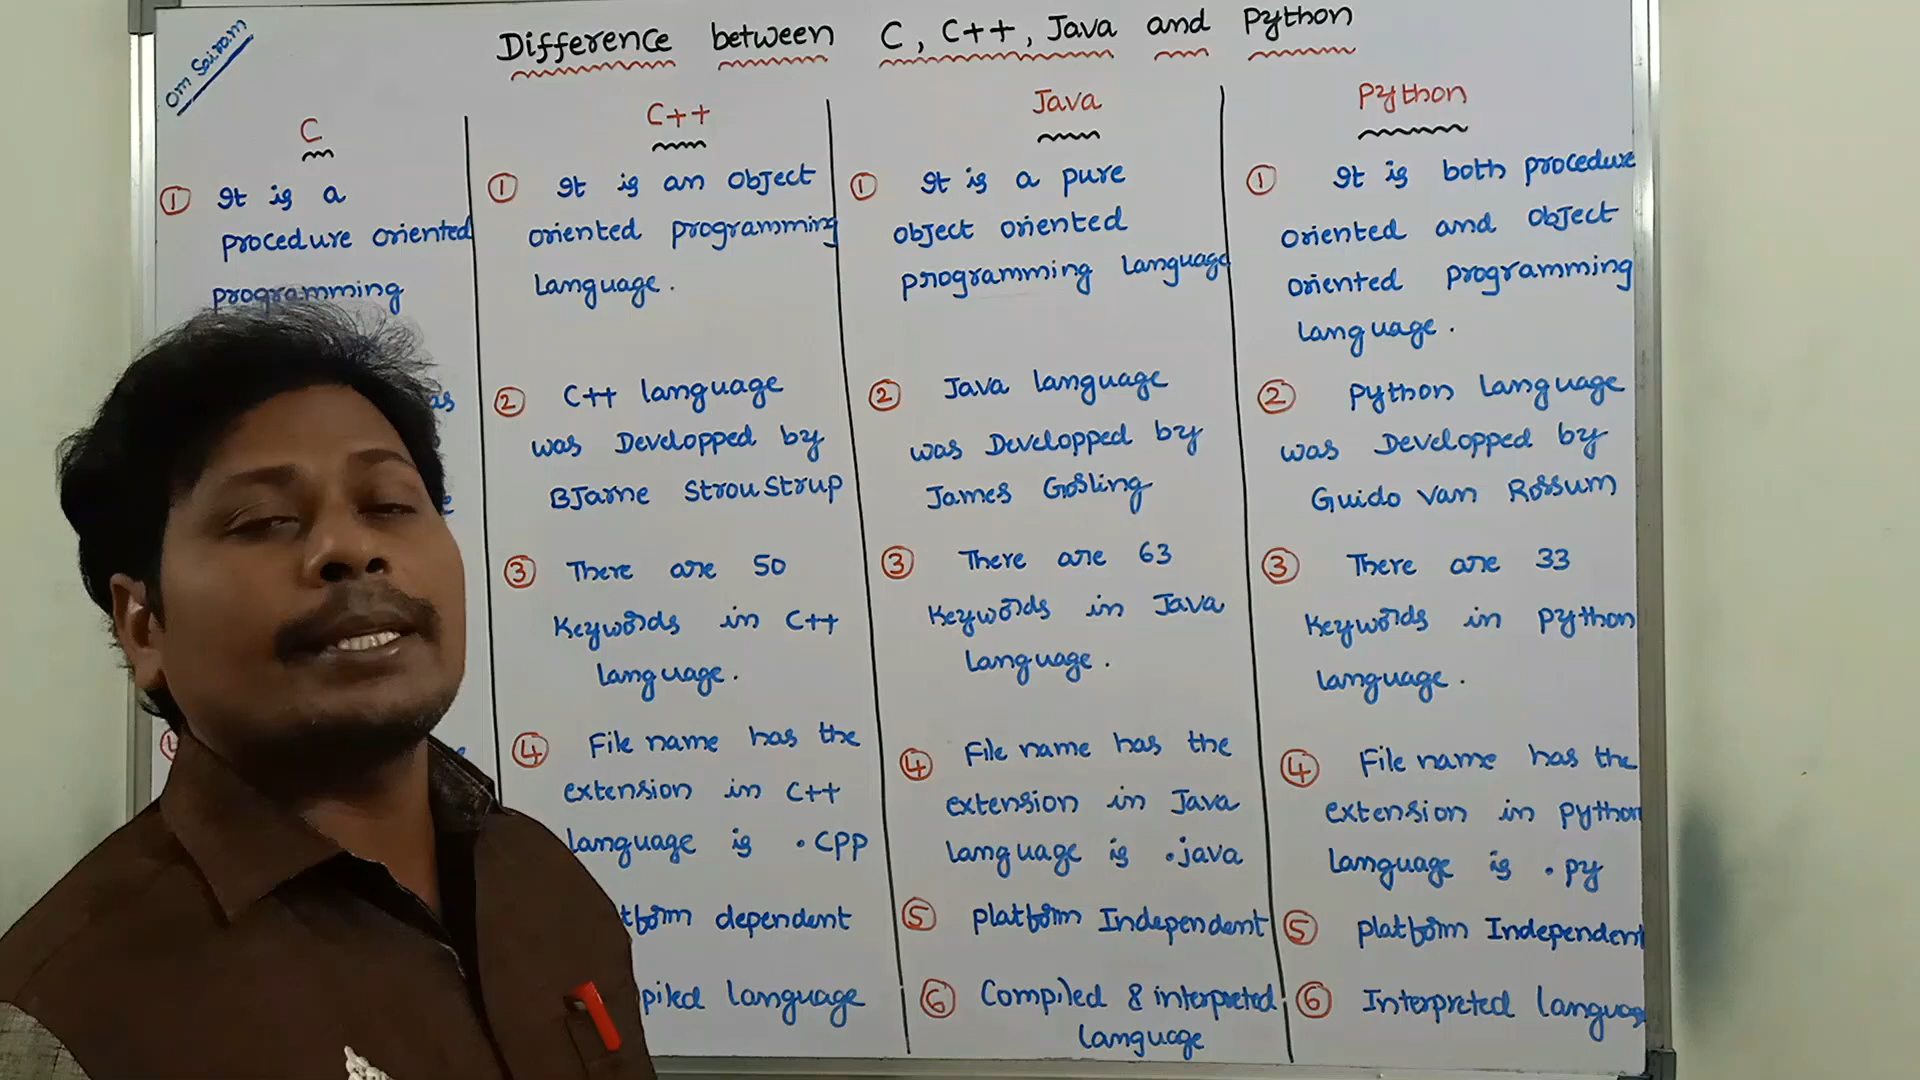 Om Sairam
Difference between C, C++, Java and Python
C
① It is a
procedure oriented
programming
as
④
C++
① It is an object
oriented programming
language.
② C++ language
was Developped by
BJarne StrouStrup
③ There are 50
Keywords in C++
language.
④ File name has the
extension in C++
language is .CPP
tform dependent
piled language
Java
① It is a pure
object oriented
programming language
② Java language
was Developped by
James Gosling
③ There are 63
Keywords in Java
language.
④ File name has the
extension in Java
language is .java
⑤ platform Independent
⑥ Compiled & interpreted
language
Python
① It is both procedure
oriented and object
oriented programming
language.
② python language
was Developped by
Guido Van Rossum
③ There are 33
Keywords in python
language.
④ File name has the
extension in python
language is .py
⑤ platform Independent
⑥ Interpreted language